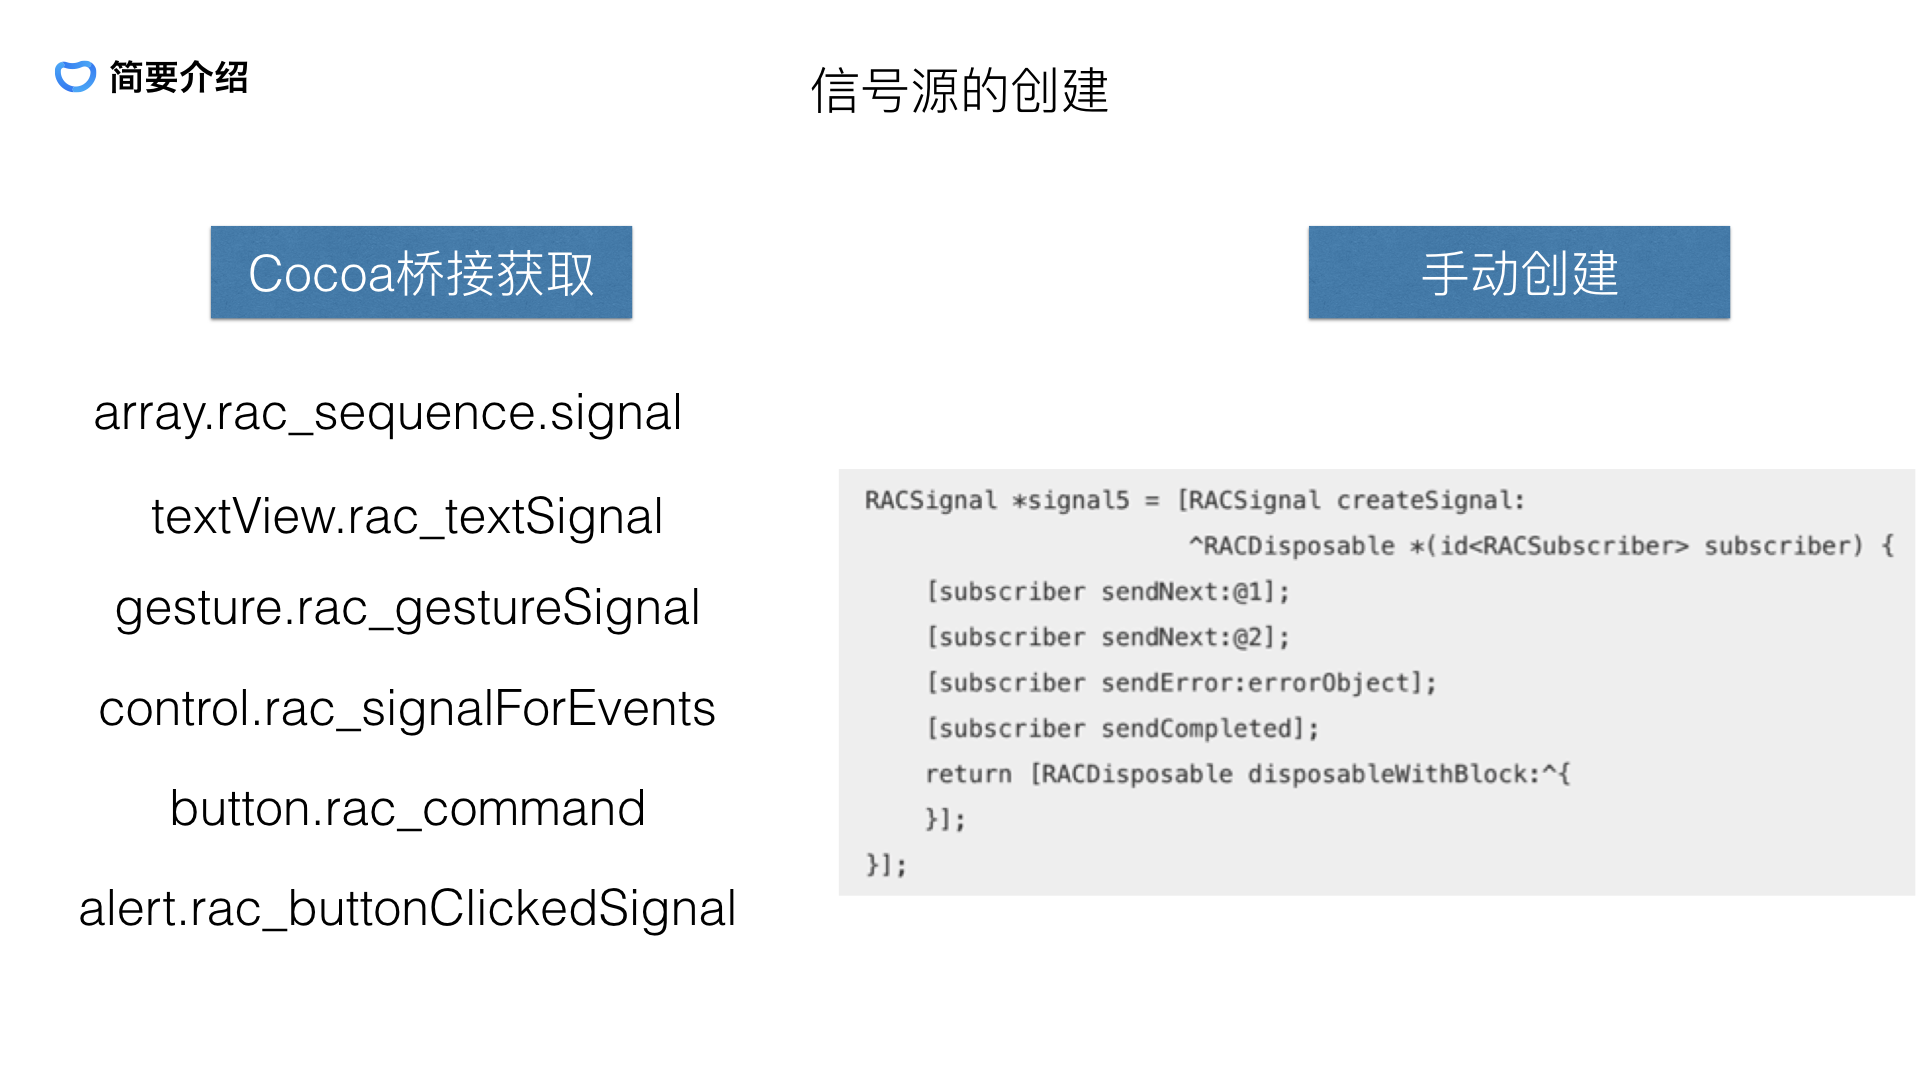 简要介绍
信号源的创建
Cocoa桥接获取
array.rac_sequence.signal
textView.rac_textSignal
gesture.rac_gestureSignal
control.rac_signalForEvents
button.rac_command
alert.rac_buttonClickedSignal
手动创建
RACSignal *signal5 = [RACSignal createSignal:
^RACDisposable *(id<RACSubscriber> subscriber) {
[subscriber sendNext:@1];
[subscriber sendNext:@2];
[subscriber sendError:errorObject];
[subscriber sendCompleted];
return [RACDisposable disposableWithBlock:^{
}];
}];